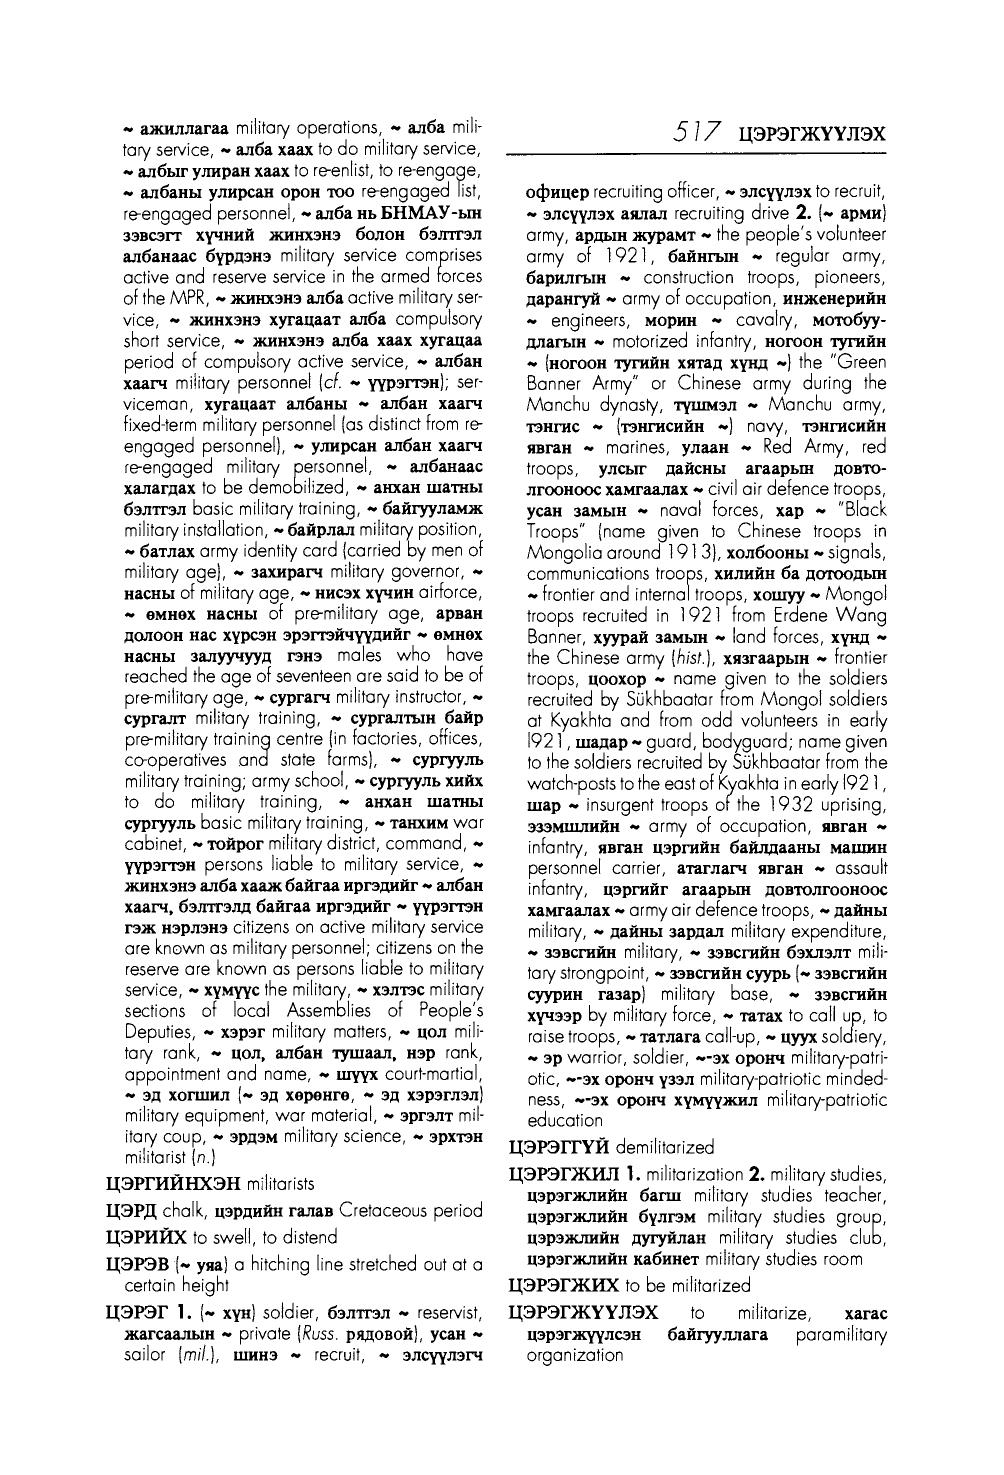 ~ ажиллагаа military operations, ~ алба mili-
tary service, ~ алба хаах to do military service,
~ албыг улиран хаах to re-enlist, to re-engage,
~ албаны улирсан орон тоо re-engaged list,
re-engaged personnel, ~ алба нь БНМАУ-ын
зэвсэгт хүчний жинхэнэ болон бэлтгэл
албанаас бүрдэнэ military service comprises
active and reserve service in the armed forces
of the MPR, ~ жинхэнэ алба active military ser-
vice, ~ жинхэнэ хугацаат алба compulsory
short service, ~ жинхэнэ алба хаах хугацаа
period of compulsory active service, ~ албан
хаагч military personnel (cf. ~ үүрэгтэн); ser-
viceman, хугацаат албаны ~ албан хаагч
fixed-term military personnel (as distinct from re-
engaged personnel), ~ улирсан албан хаагч
re-engaged military personnel, ~ албанаас
халагдах to be demobilized, ~ анхан шатны
бэлтгэл basic military training, ~ байгууламж
military installation, ~ байрлал military position,
~ батлах army identity card (carried by men of
military age), ~ захирагч military governor, ~
насны of military age, ~ нисэх хүчин airforce,
~ өмнөх насны of pre-military age, арван
долоон нас хүрсэн эрэгтэйчүүдийг ~ өмнөх
насны залуучууд гэнэ males who have
reached the age of seventeen are said to be of
pre-military age, ~ сургагч military instructor, ~
сургалт military training, ~ сургалтын байр
pre-military training centre (in factories, offices,
co-operatives and state farms), ~ сургууль
military training; army school, ~ сургууль хийх
to do military training, ~ анхан шатны
сургууль basic military training, ~ танхим war
cabinet, ~ тойрог military district, command, ~
үүрэгтэн persons liable to military service, ~
жинхэнэ алба хааж байгаа иргэдийг ~ албан
хаагч, бэлтгэлд байгаа иргэдийг ~ үүрэгтэн
гэж нэрлэнэ citizens on active military service
are known as military personnel; citizens on the
reserve are known as persons liable to military
service, ~ хүмүүс the military, ~ хэлтэс military
sections of local Assemblies of People's
Deputies, ~ хэрэг military matters, ~ цол mili-
tary rank, ~ цол, албан тушаал, нэр rank,
appointment and name, ~ шүүх court-martial,
~ эд хогшил (~ эд хөрөнгө, ~ эд хэрэглэл)
military equipment, war material, ~ эргэлт mil-
itary coup, ~ эрдэм military science, ~ эрхтэн
militarist (n.)
ЦЭРГИЙНХЭН militarists
ЦЭРД chalk, цэрдийн галав Cretaceous period
ЦЭРИЙХ to swell, to distend
ЦЭРЭВ (~ уяа) a hitching line stretched out at a
certain height
ЦЭРЭГ 1. (~ хүн) soldier, бэлтгэл ~ reservist,
жагсаалын ~ private (Russ. рядовой), усан ~
sailor (mil.), шинэ ~ recruit, ~ элсүүлэгч
517 ЦЭРЭГЖҮҮЛЭХ
офицер recruiting officer, ~ элсүүлэх to recruit,
~ элсүүлэх аялал recruiting drive 2. (~ арми)
army, ардын журамт ~ the people's volunteer
army of 1921, байнгын ~ regular army,
барилгын ~ construction troops, pioneers,
дарангуй ~ army of occupation, инженерийн
~ engineers, морин ~ cavalry, мотобуу-
длагын ~ motorized infantry, ногоон тугийн
~ (ногоон тугийн хятад хүнд ~) the "Green
Banner Army" or Chinese army during the
Manchu dynasty, түшмэл ~ Manchu army,
тэнгис ~ (тэнгисийн ~) navy, тэнгисийн
явган ~ marines, улаан ~ Red Army, red
troops, улсыг дайсны агаарын довто-
лгооноос хамгаалах ~ civil air defence troops,
усан замын ~ naval forces, хар ~ "Black
Troops" (name given to Chinese troops in
Mongolia around 1913), холбооны ~ signals,
communications troops, хилийн ба дотоодын
~ frontier and internal troops, хошуу ~ Mongol
troops recruited in 1921 from Erdene Wang
Banner, хуурай замын ~ land forces, хүнд ~
the Chinese army (hist.), хязгаарын ~ frontier
troops, цоохор ~ name given to the soldiers
recruited by Sükhbaatar from Mongol soldiers
at Kyakhta and from odd volunteers in early
1921, шадар ~ guard, bodyguard; name given
to the soldiers recruited by Sükhbaatar from the
watch-posts to the east of Kyakhta in early 1921,
шар ~ insurgent troops of the 1932 uprising,
эзэмшлийн ~ army of occupation, явган ~
infantry, явган цэргийн байлдааны машин
personnel carrier, атаглагч явган ~ assault
infantry, цэргийг агаарын довтолгооноос
хамгаалах ~ army air defence troops, ~ дайны
military, ~ дайны зардал military expenditure,
~ зэвсгийн military, ~ зэвсгийн бэхлэлт mili-
tary strongpoint, ~ зэвсгийн суурь (~ зэвсгийн
суурин газар) military base, ~ зэвсгийн
хүчээр by military force, ~ татах to call up, to
raise troops, ~ татлага call-up, ~ цуух soldiery,
~ эр warrior, soldier, ~-эх оронч military-patri-
otic, ~-эх оронч үзэл military-patriotic minded-
ness, ~-эх оронч хүмүүжил military-patriotic
education
ЦЭРЭГГҮЙ demilitarized
ЦЭРЭГЖИЛ 1. militarization 2. military studies,
цэрэгжлийн багш military studies teacher,
цэрэгжлийн бүлгэм military studies group,
цэрэжлийн дугуйлан military studies club,
цэрэгжлийн кабинет military studies room
ЦЭРЭГЖИХ to be militarized
ЦЭРЭГЖҮҮЛЭХ to militarize, хагас
цэрэгжүүлсэн байгууллага paramilitary
organization